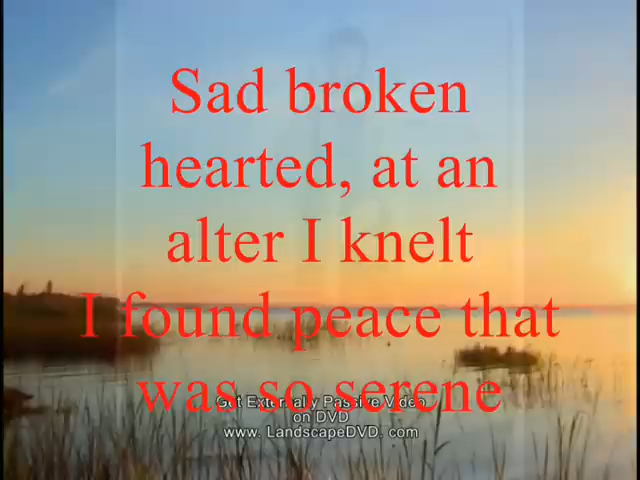 Sad broken
hearted, at an
alter I knelt
I found peace that
was so serene
Get Externally Passive Video
on DVD
www. LandscapeDVD. com